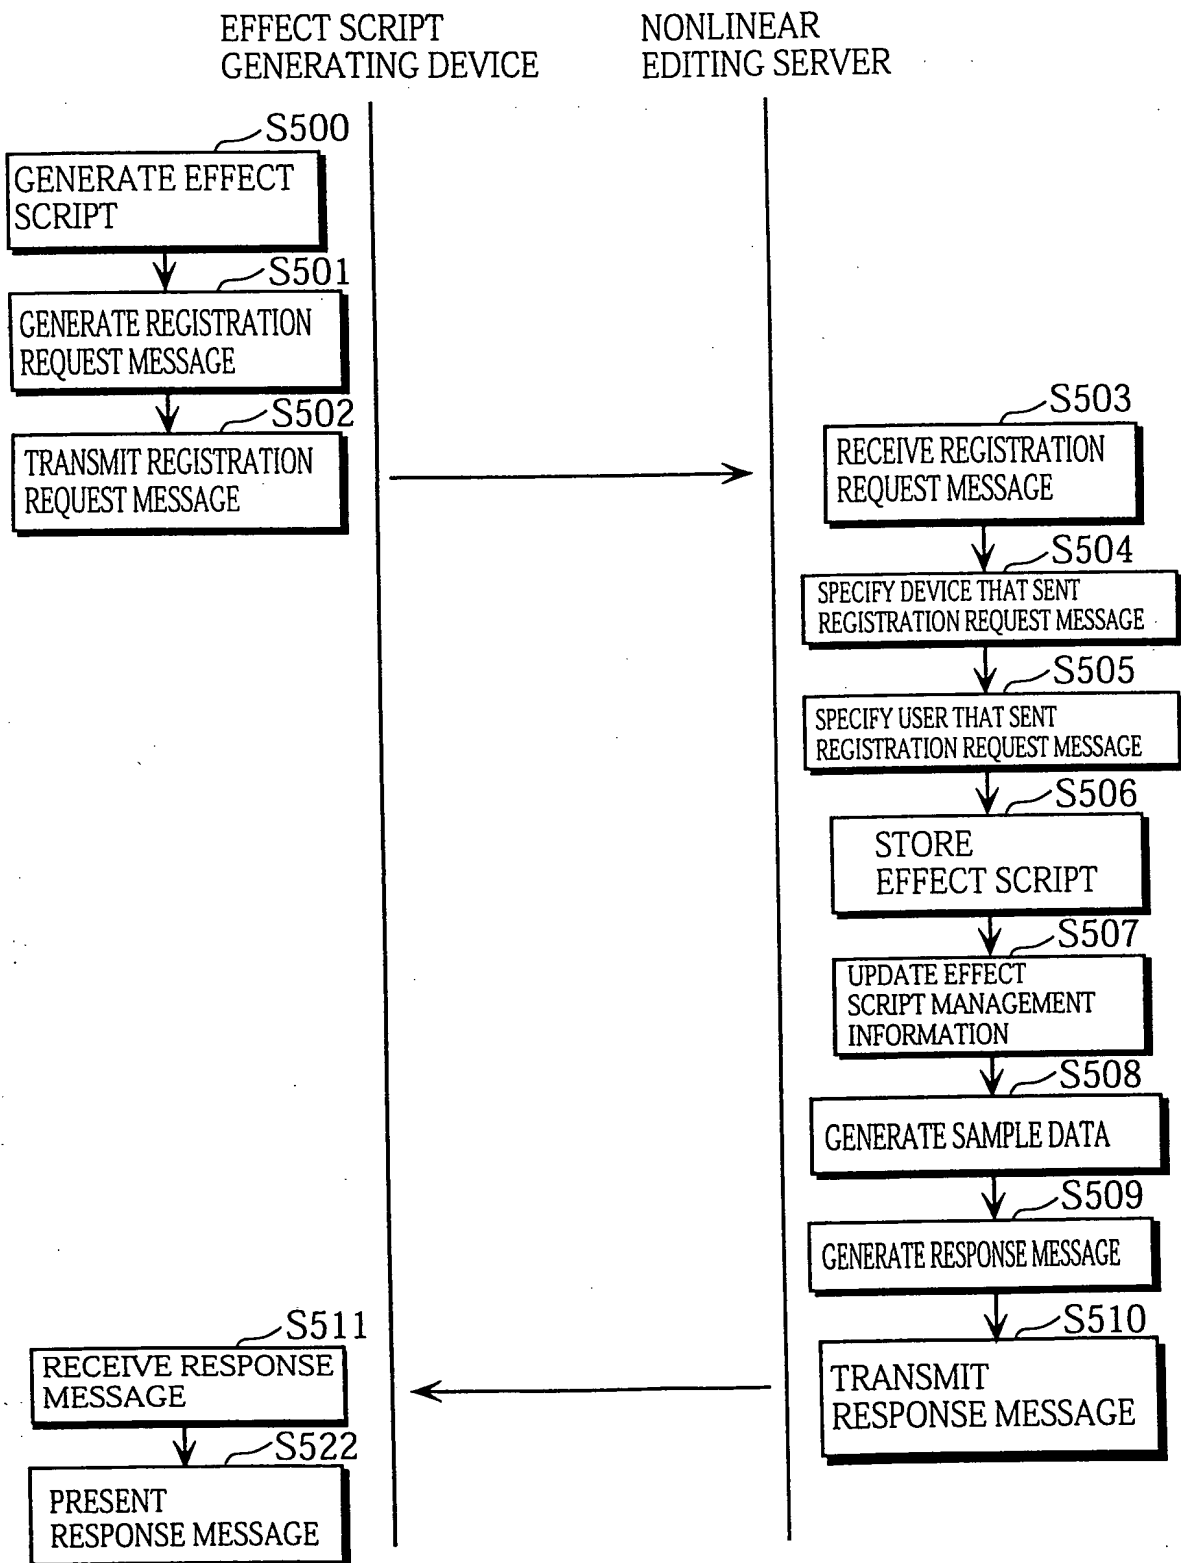 EFFECT SCRIPT
GENERATING DEVICE
NONLINEAR
EDITING SERVER
S500
GENERATE EFFECT
SCRIPT
S501
GENERATE REGISTRATION
REQUEST MESSAGE
S502
TRANSMIT REGISTRATION
REQUEST MESSAGE
S503
RECEIVE REGISTRATION
REQUEST MESSAGE
S504
SPECIFY DEVICE THAT SENT
REGISTRATION REQUEST MESSAGE
S505
SPECIFY USER THAT SENT
REGISTRATION REQUEST MESSAGE
S506
STORE
EFFECT SCRIPT
S507
UPDATE EFFECT
SCRIPT MANAGEMENT
INFORMATION
S508
GENERATE SAMPLE DATA
S509
GENERATE RESPONSE MESSAGE
S510
TRANSMIT
RESPONSE MESSAGE
S511
RECEIVE RESPONSE
MESSAGE
S522
PRESENT
RESPONSE MESSAGE